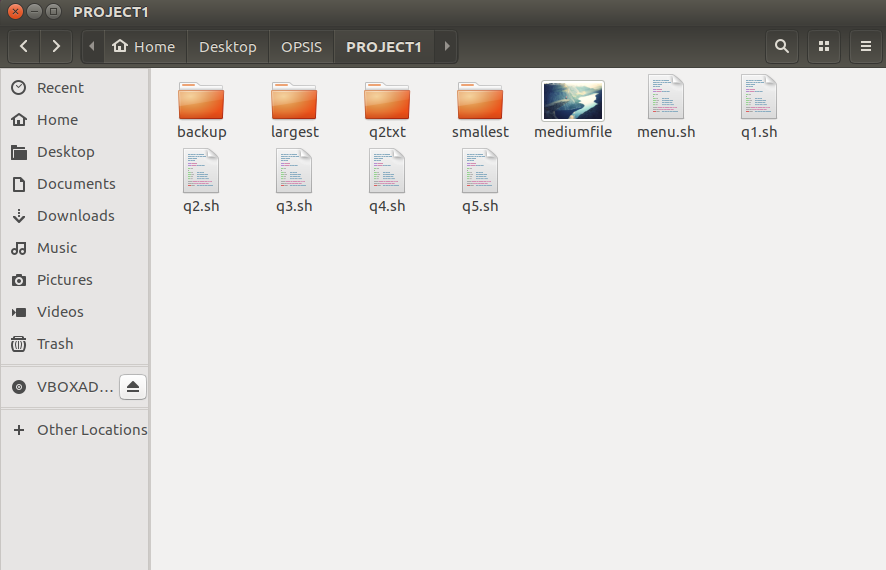 PROJECT1
Home Desktop OPSIS PROJECT1
Recent
Home
Desktop
Documents
Downloads
Music
Pictures
Videos
Trash
VBOXAD...
Other Locations
backup largest q2txt smallest mediumfile menu.sh q1.sh
q2.sh q3.sh q4.sh q5.sh